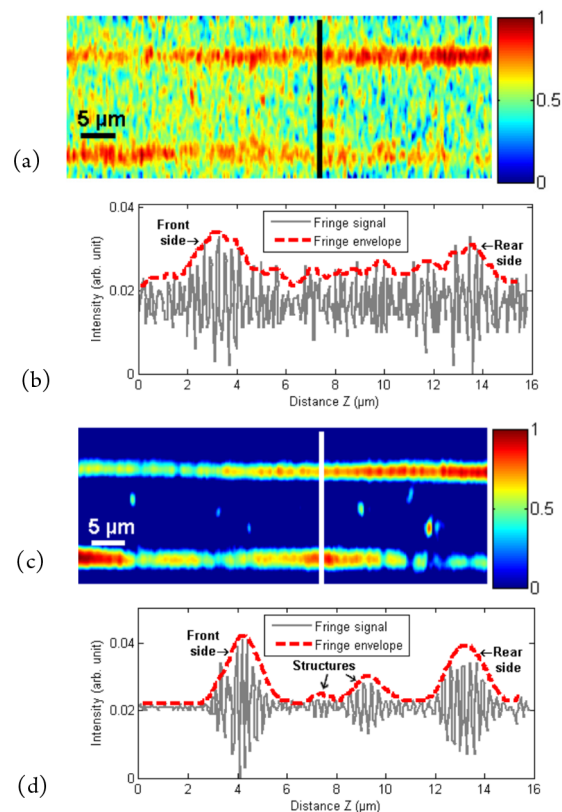 1
0.5
0
5 µm
(a)
0.04
0.02
0
Intensity (arb. unit)
Front side
Fringe signal
Fringe envelope
Rear side
0 2 4 6 8 10 12 14 16
Distance Z (µm)
(b)
1
0.5
0
5 µm
(c)
0.04
0.02
0
Intensity (arb. unit)
Front side
Fringe signal
Fringe envelope
Structures
Rear side
0 2 4 6 8 10 12 14 16
Distance Z (µm)
(d)